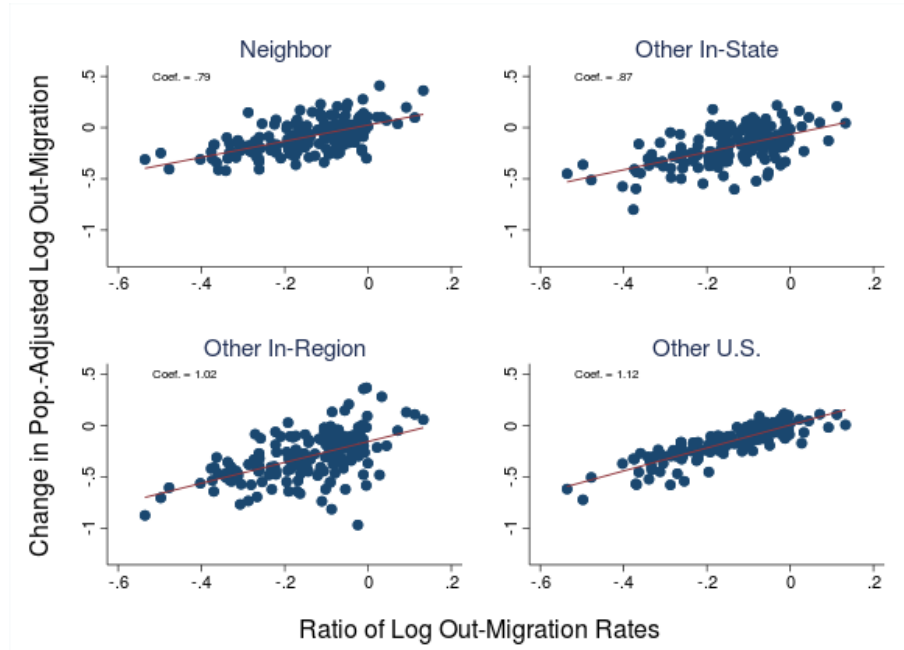 Change in Pop.-Adjusted Log Out-Migration
Neighbor
Coef. = .79
.5
0
-.5
-1
-.6 -.4 -.2 0 .2
Other In-State
Coef. = .87
.5
0
-.5
-1
-.6 -.4 -.2 0 .2
Other In-Region
Coef. = 1.02
.5
0
-.5
-1
-.6 -.4 -.2 0 .2
Other U.S.
Coef. = 1.12
.5
0
-.5
-1
-.6 -.4 -.2 0 .2
Ratio of Log Out-Migration Rates